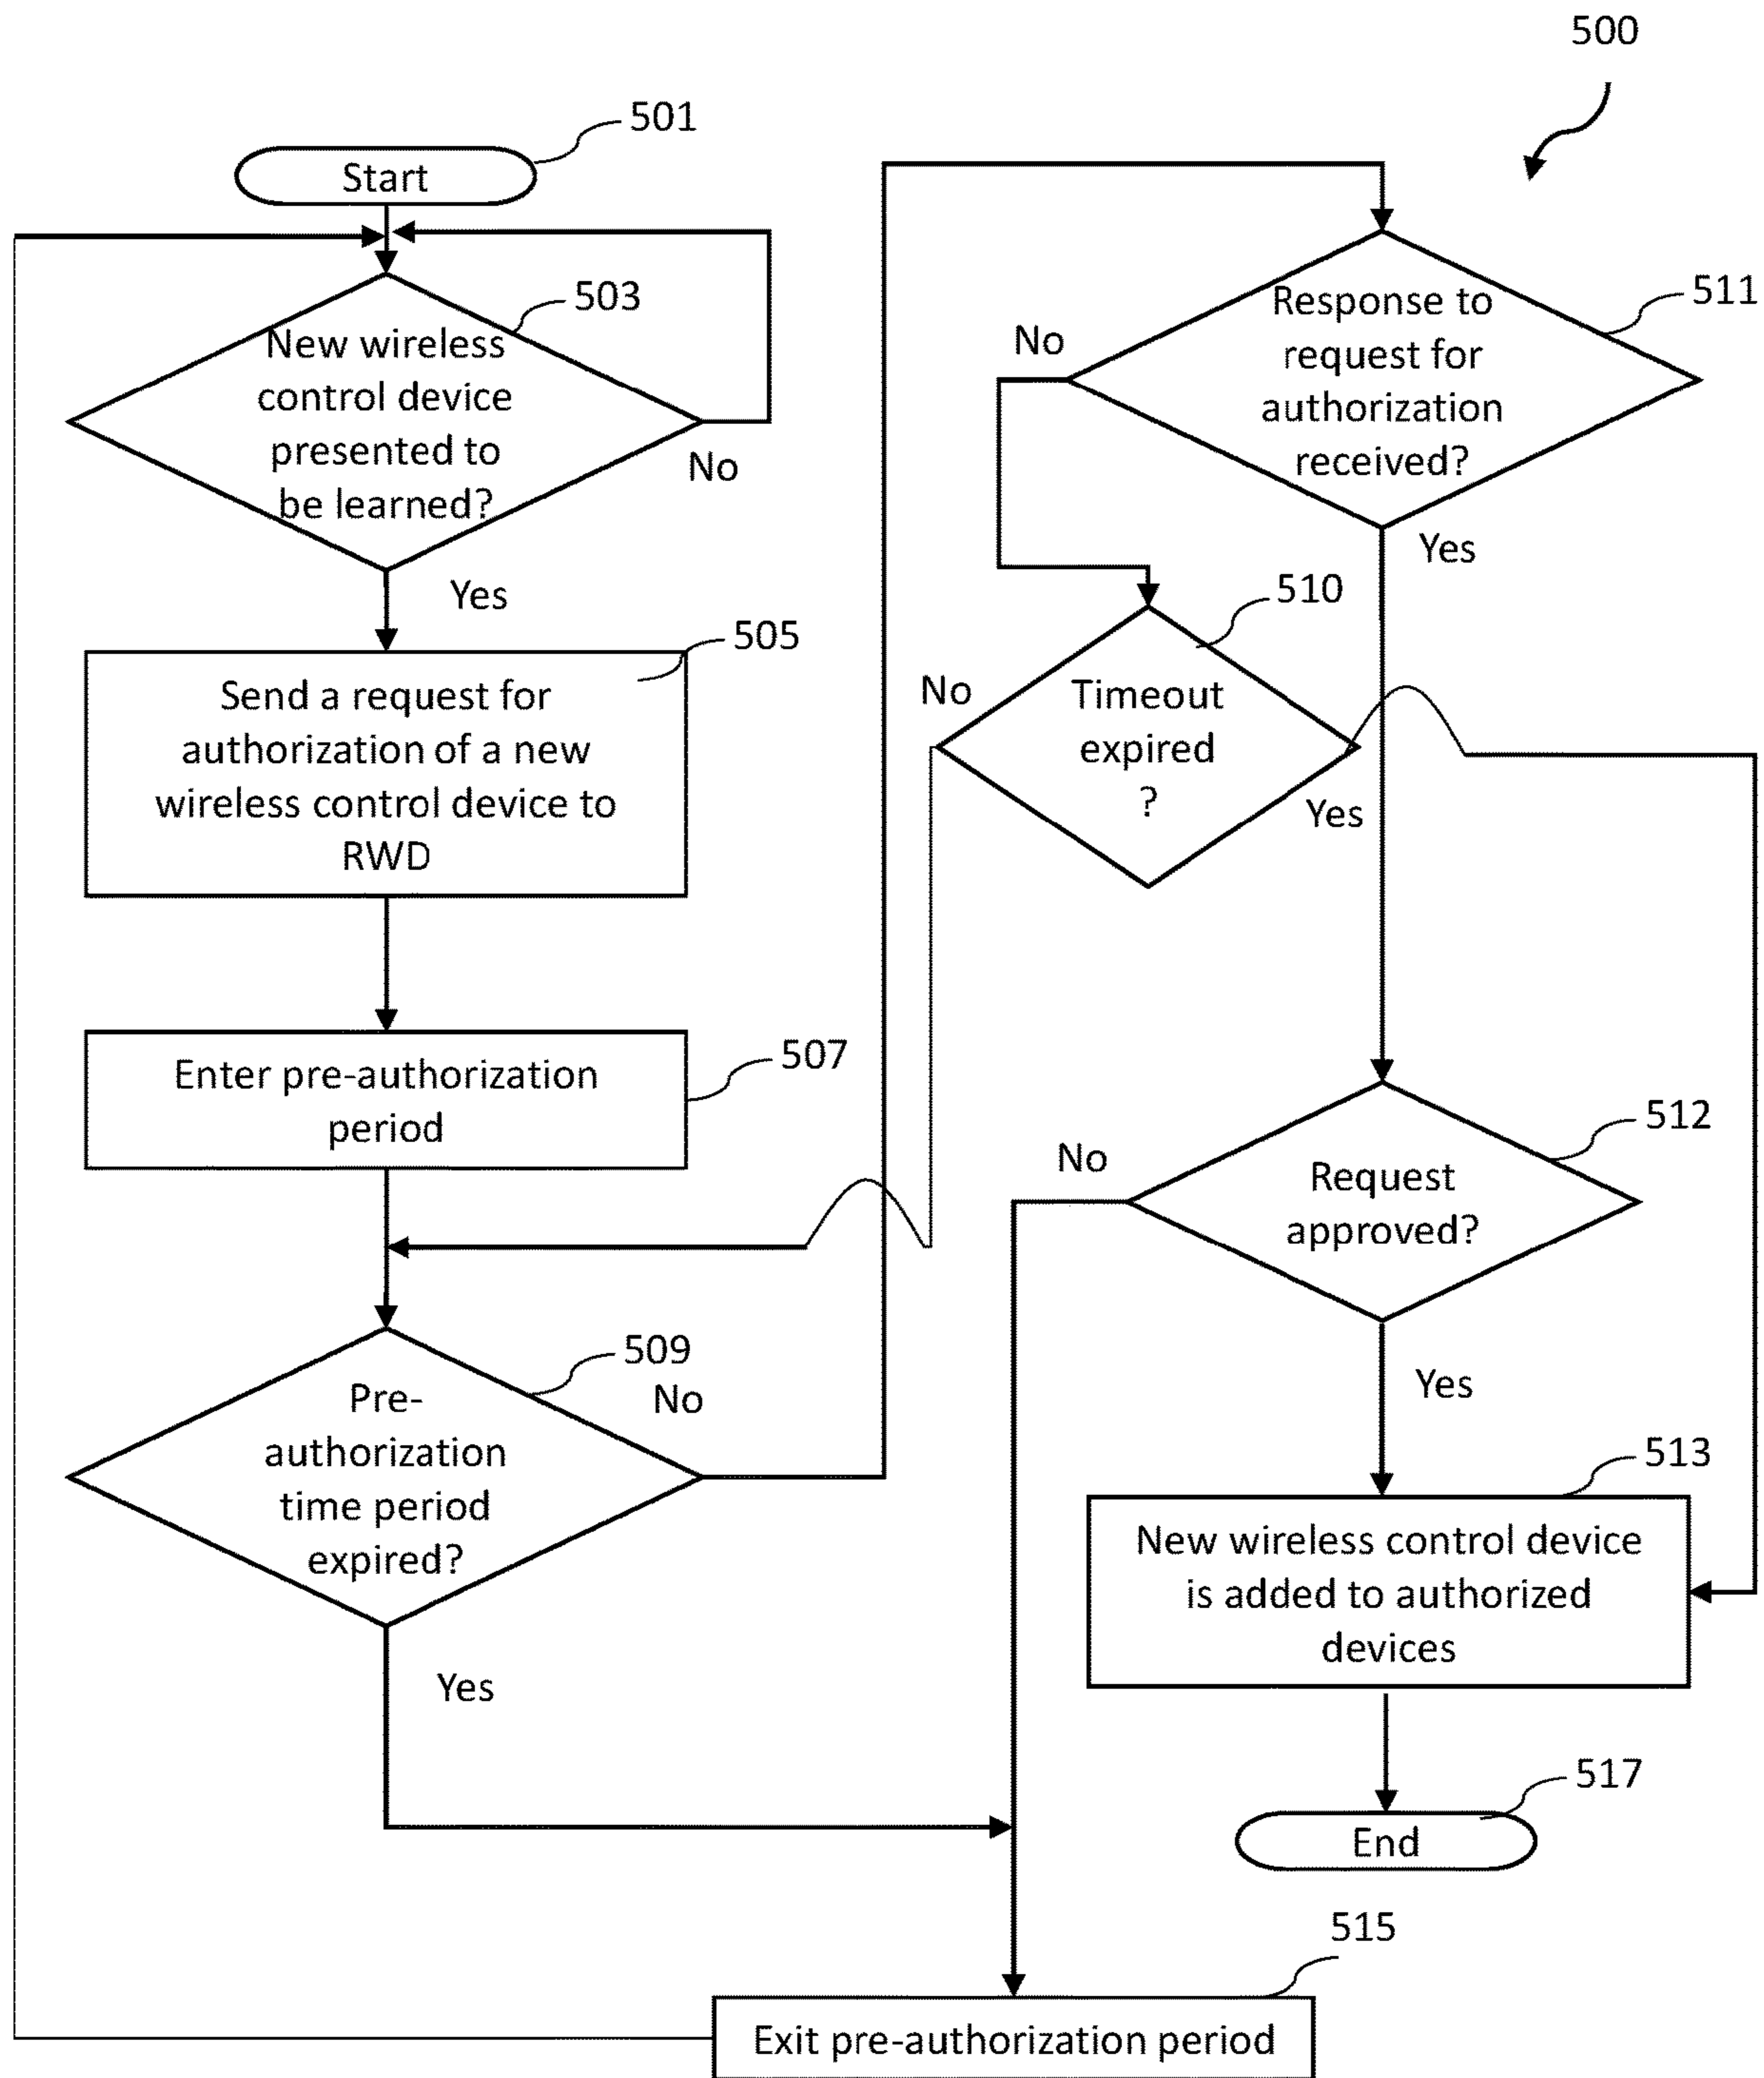 500
501
Start
503
New wireless
control device
presented to
be learned?
No
Yes
505
Send a request for
authorization of a new
wireless control device to
RWD
507
Enter pre-authorization
period
509
Pre-
authorization
time period
expired?
No
Yes
511
Response to
request for
authorization
received?
No
Yes
510
Timeout
expired
?
No
Yes
512
Request
approved?
No
Yes
513
New wireless control device
is added to authorized
devices
517
End
515
Exit pre-authorization period